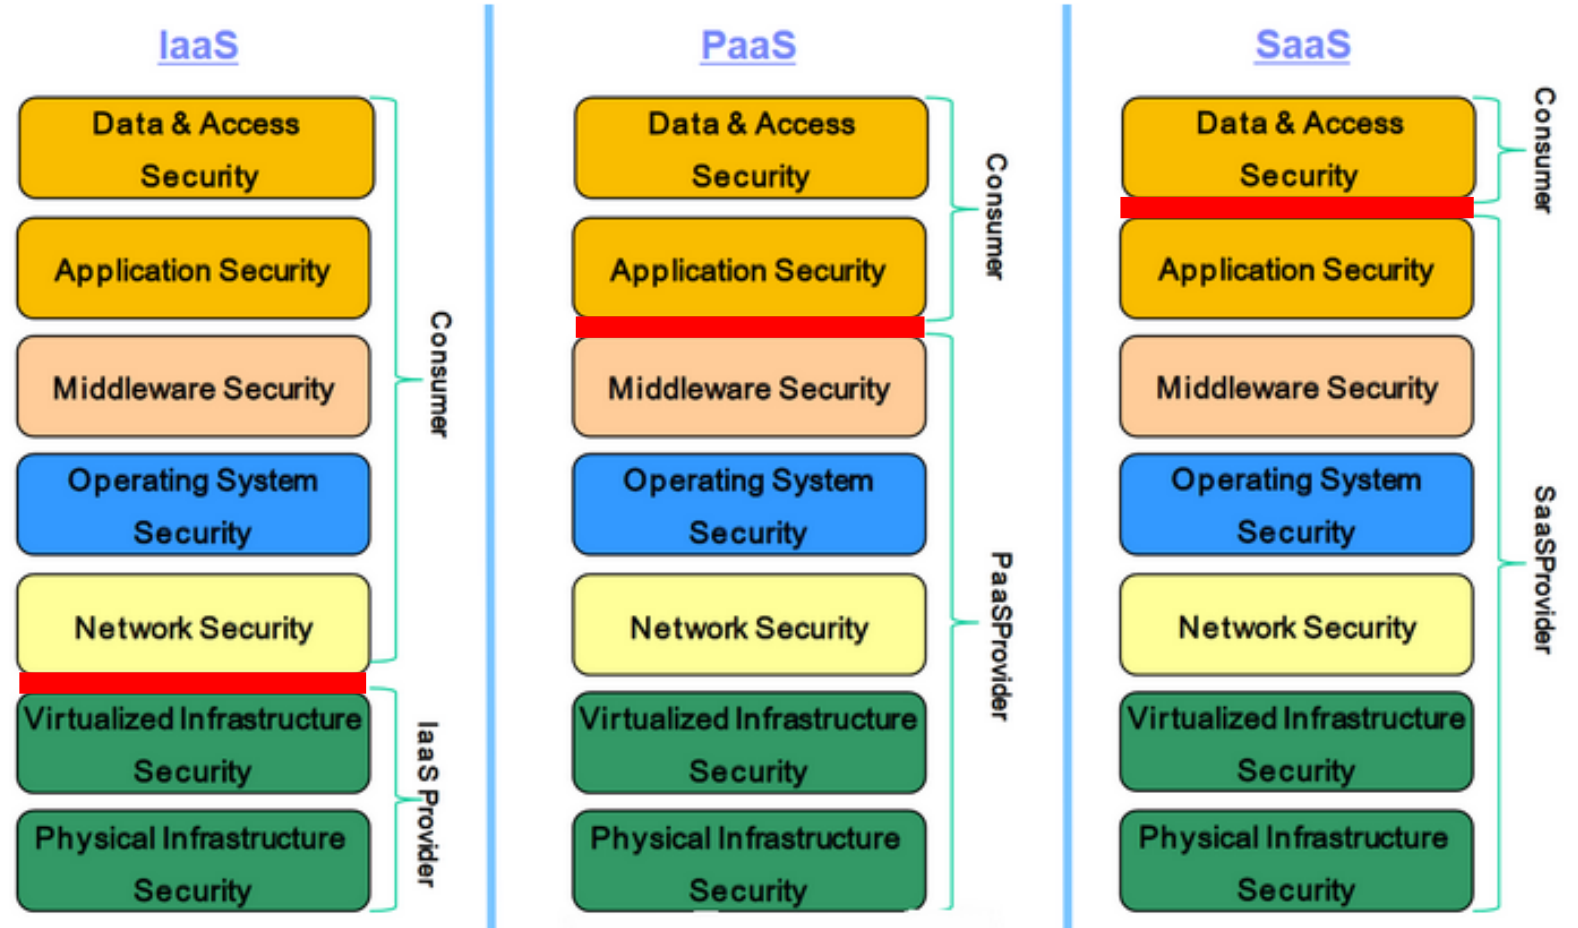 IaaS
Data & Access
Security
Application Security
Middleware Security
Operating System
Security
Network Security
Virtualized Infrastructure
Security
Physical Infrastructure
Security
Consumer
IaaS Provider
PaaS
Data & Access
Security
Application Security
Middleware Security
Operating System
Security
Network Security
Virtualized Infrastructure
Security
Physical Infrastructure
Security
Consumer
PaaSProvider
SaaS
Data & Access
Security
Application Security
Middleware Security
Operating System
Security
Network Security
Virtualized Infrastructure
Security
Physical Infrastructure
Security
Consumer
SaaSProvider